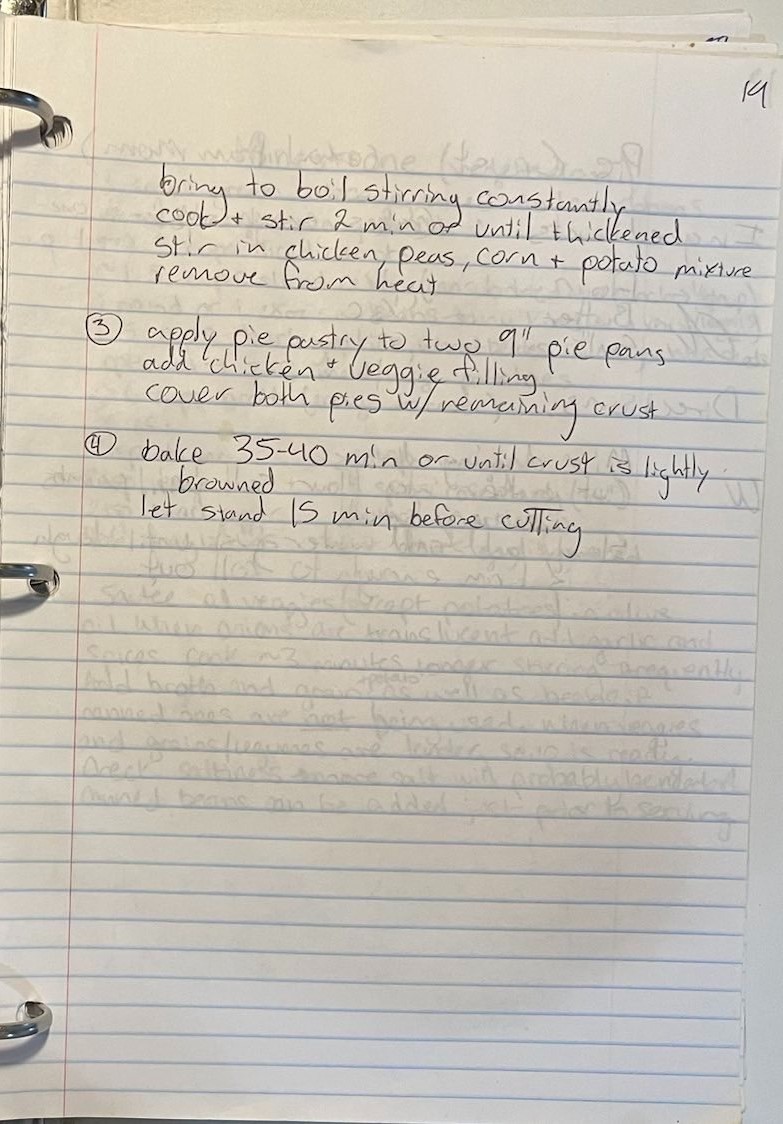 19
bring to boil stirring constantly
cook + stir 2 min or until thickened
stir in chicken, peas, corn + potato mixture
remove from heat
③ apply pie pastry to two 9" pie pans
add chicken + veggie filling
cover both pies w/ remaining crust
④ bake 35-40 min or until crust is lightly
browned
let stand 15 min before cutting